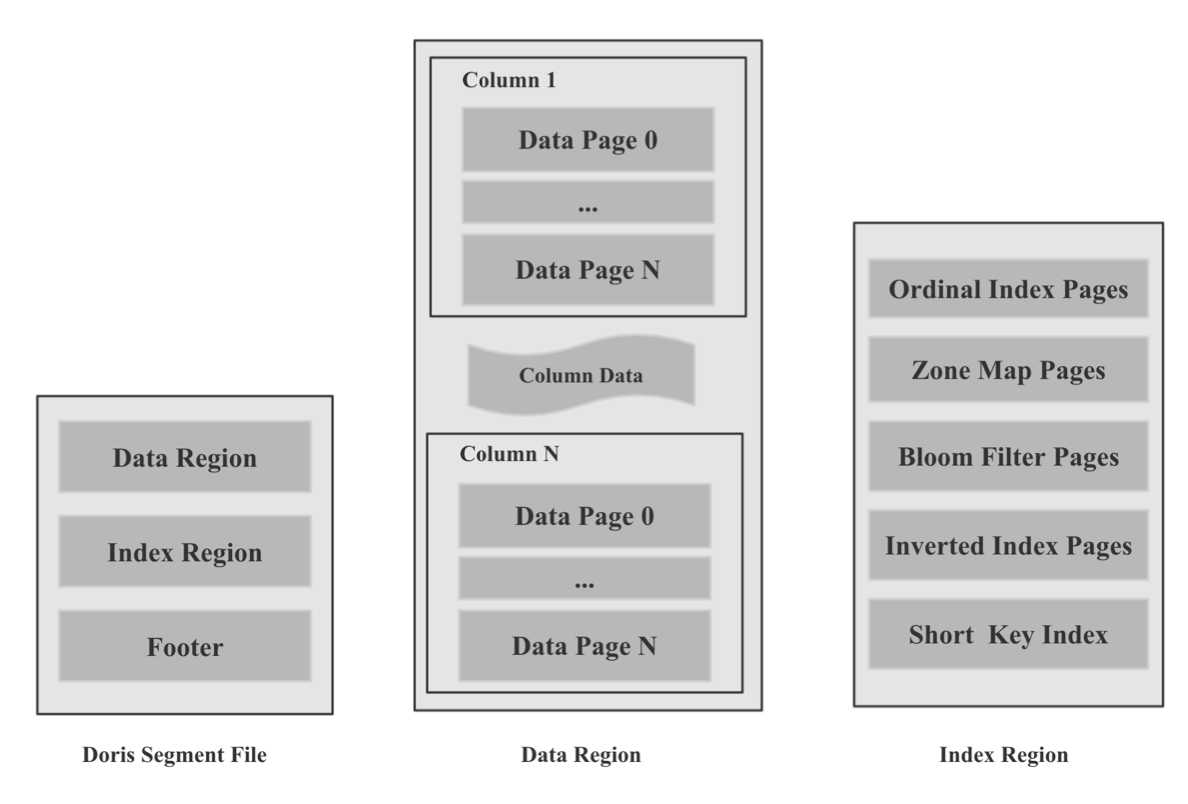 Data Region
Index Region
Footer
Doris Segment File
Column 1
Data Page 0
...
Data Page N
Column Data
Column N
Data Page 0
...
Data Page N
Data Region
Ordinal Index Pages
Zone Map Pages
Bloom Filter Pages
Inverted Index Pages
Short Key Index
Index Region